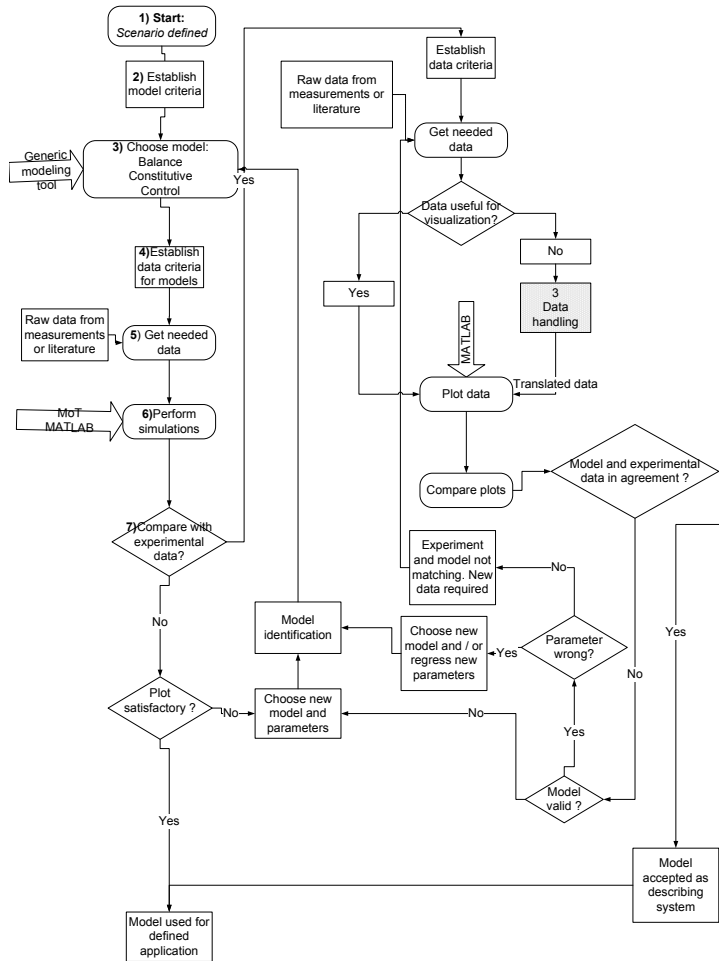 1) Start:
Scenario defined
2) Establish
model criteria
3) Choose model:
Balance
Constitutive
Control
Generic
modeling
tool
Yes
4)Establish
data criteria
for models
Raw data from
measurements
or literature
5) Get needed
data
MoT
MATLAB
6)Perform
simulations
7)Compare with
experimental
data?
No
Plot
satisfactory ?
No
Yes
Model used for
defined
application
Establish
data criteria
Raw data from
measurements or
literature
Get needed
data
Data useful for
visualization?
Yes
No
3
Data
handling
MATLAB
Translated data
Plot data
Compare plots
Model and experimental
data in agreement ?
Experiment
and model not
matching. New
data required
No
Parameter
wrong?
Yes
Choose new
model and / or
regress new
parameters
Model
identification
Choose new
model and
parameters
No
Yes
Model
valid ?
No
Yes
Model
accepted as
describing
system